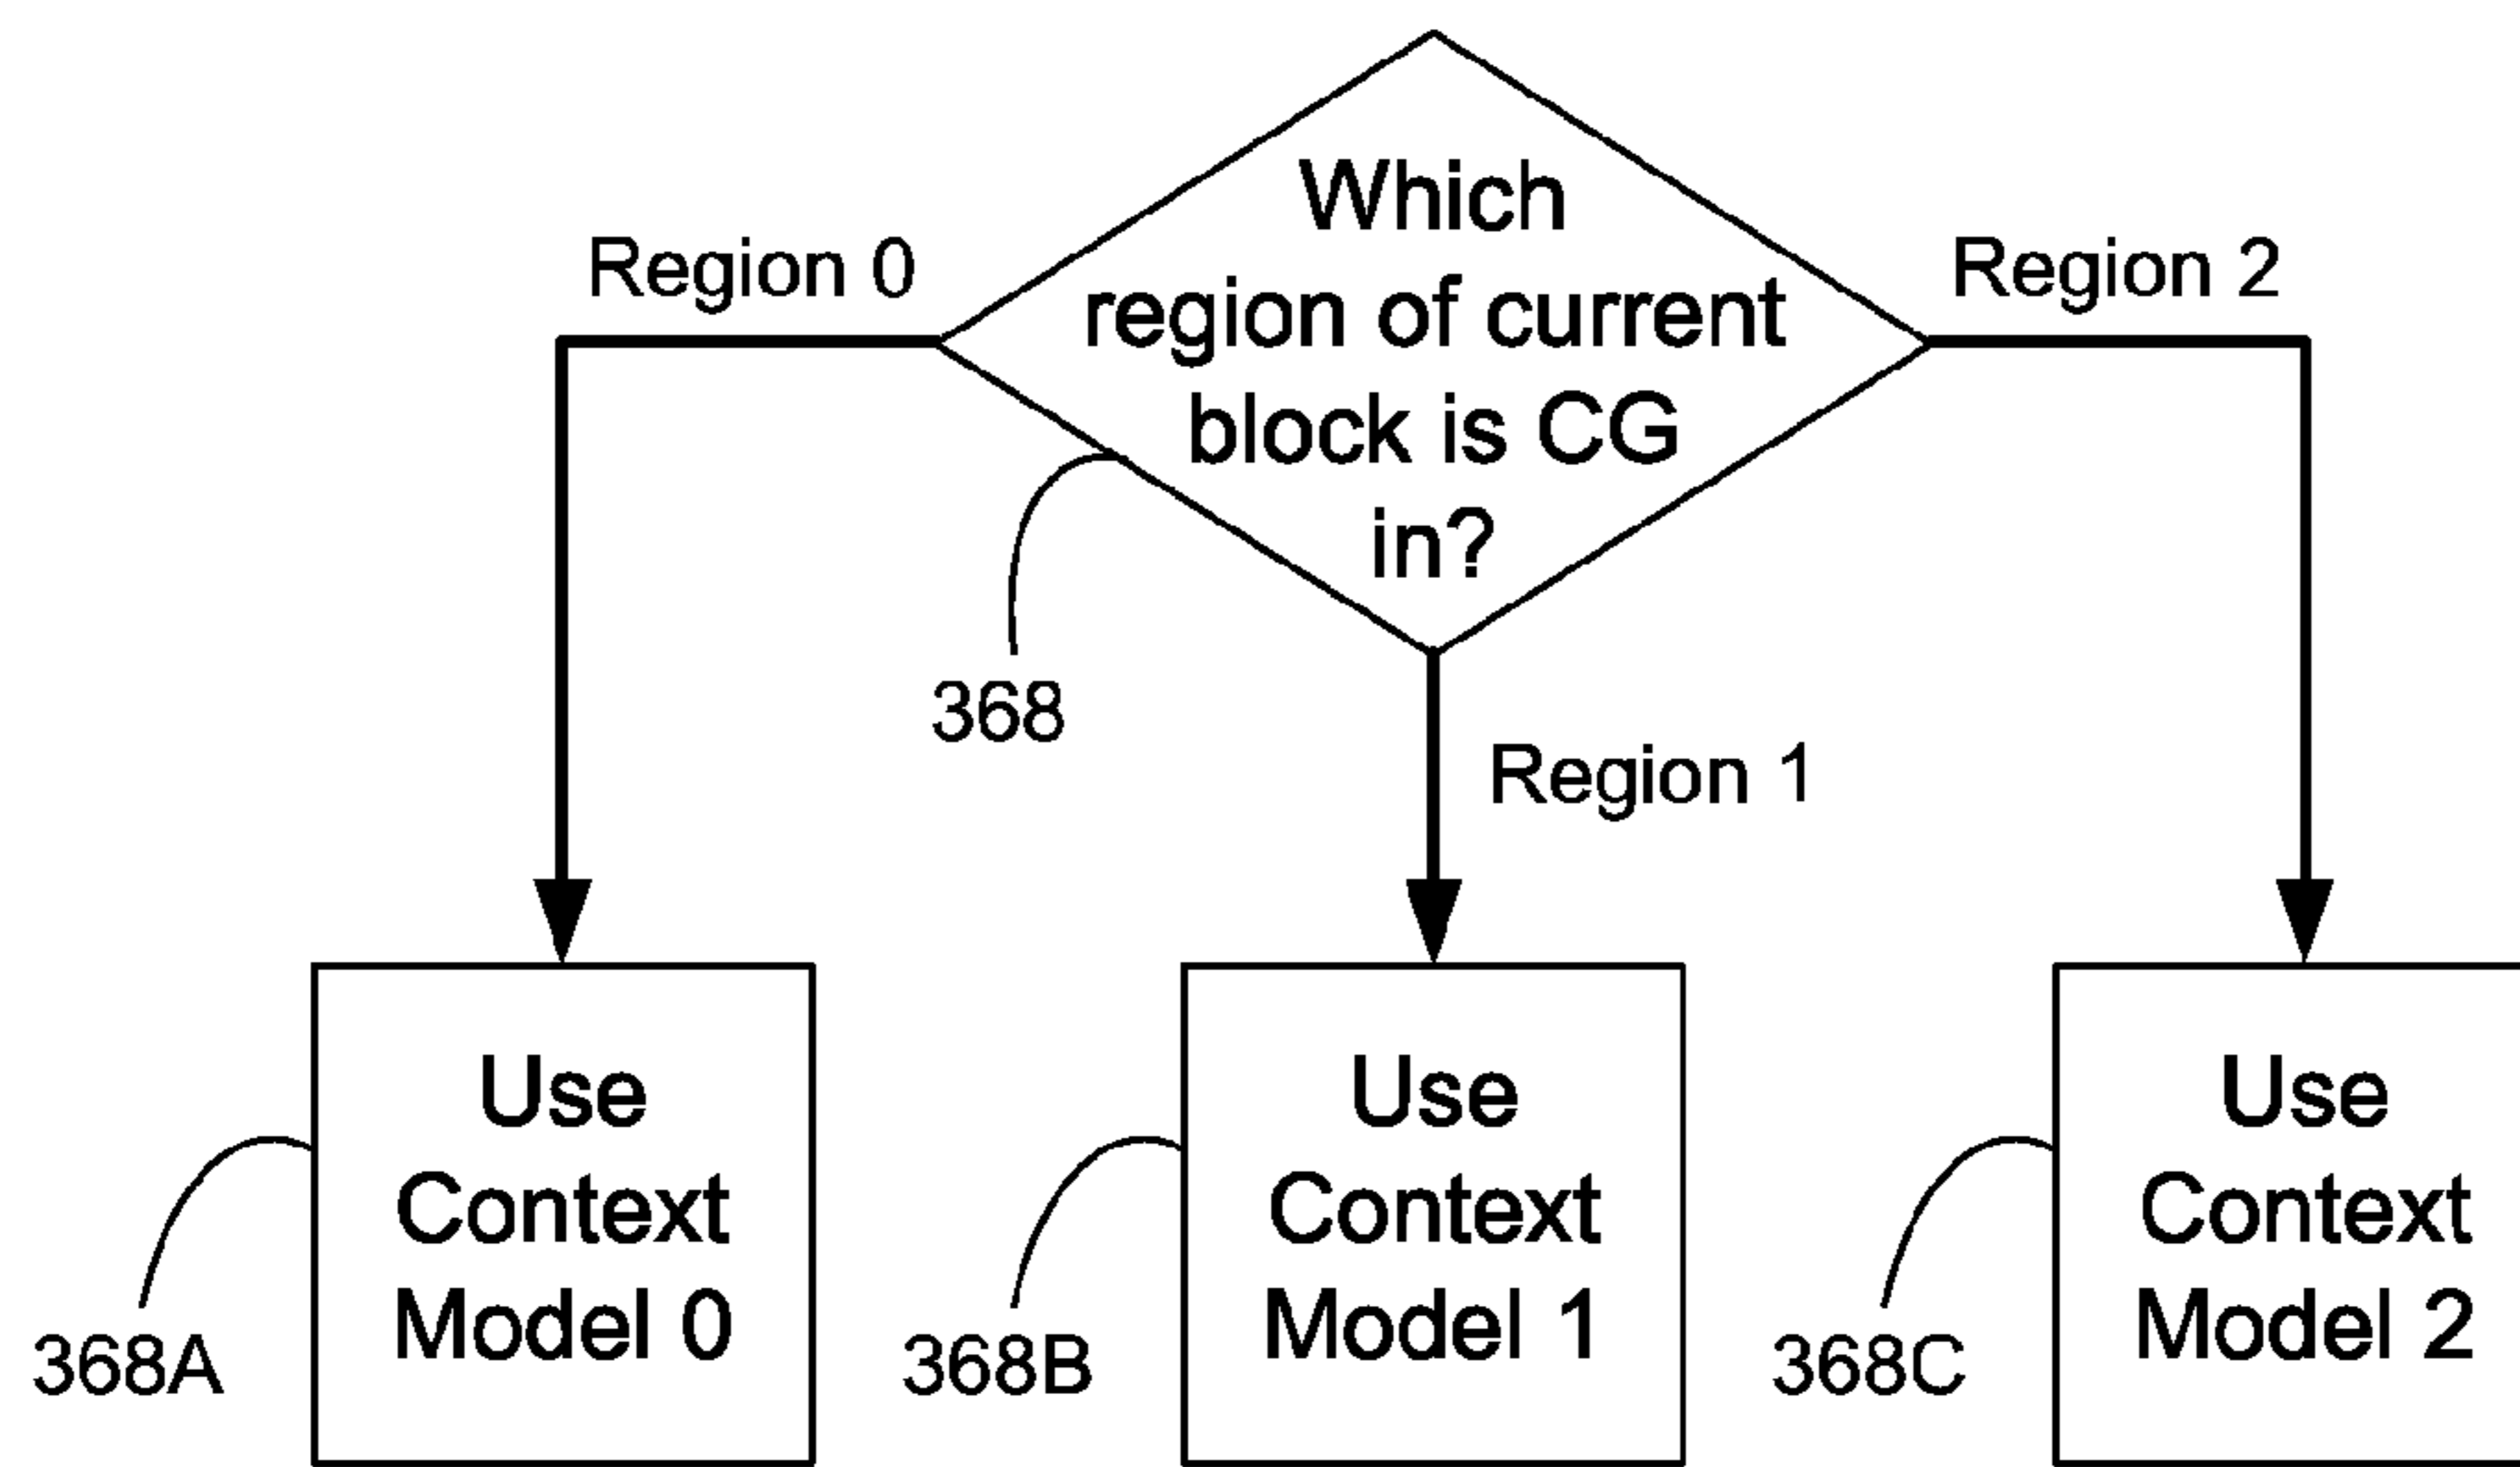 Which
region of current
block is CG
in?
Region 0
Region 2
368
Region 1
Use
Context
Model 0
368A
Use
Context
Model 1
368B
Use
Context
Model 2
368C